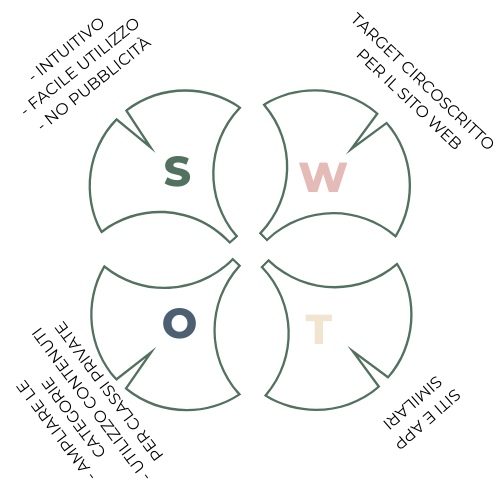 - INTUITIVO
- FACILE UTILIZZO
- NO PUBBLICITÀ
TARGET CIRCOSCRITTO
PER IL SITO WEB
S
W
O
T
- AMPLIARE LE
CATEGORIE
- UTILIZZO CONTENUTI
PER CLASSI PRIVATE
SITI E APP
SIMILARI